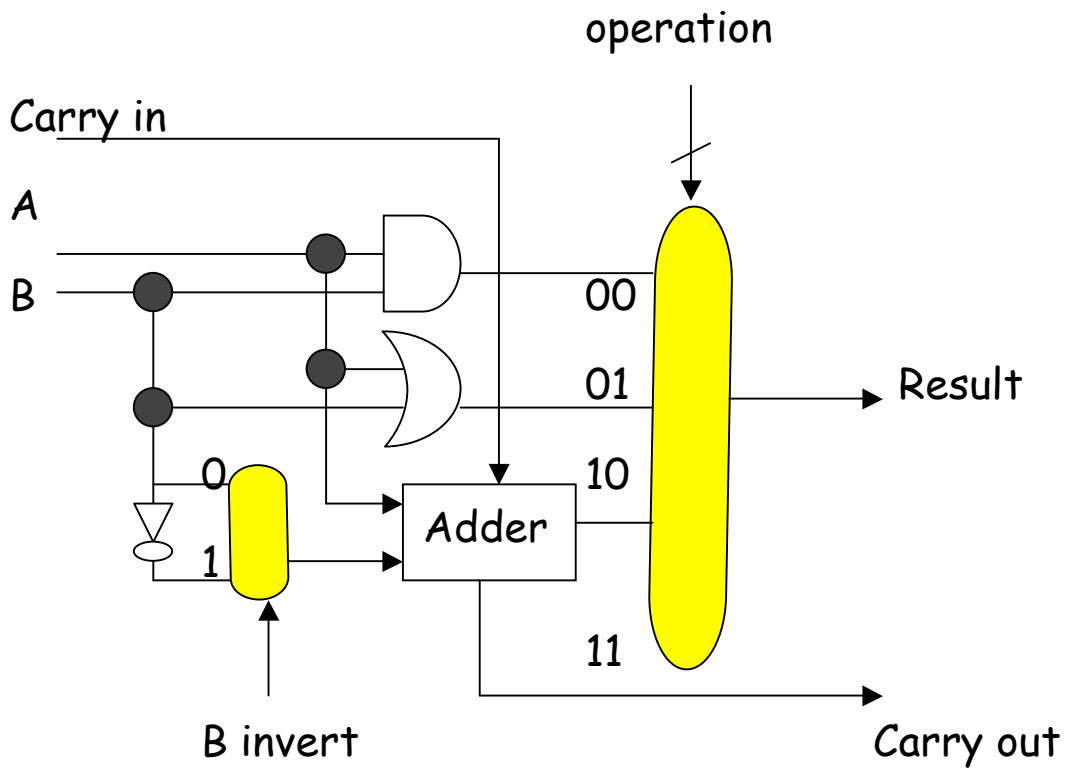 operation
Carry in
A
B
00
01
Result
0
10
Adder
1
11
B invert
Carry out